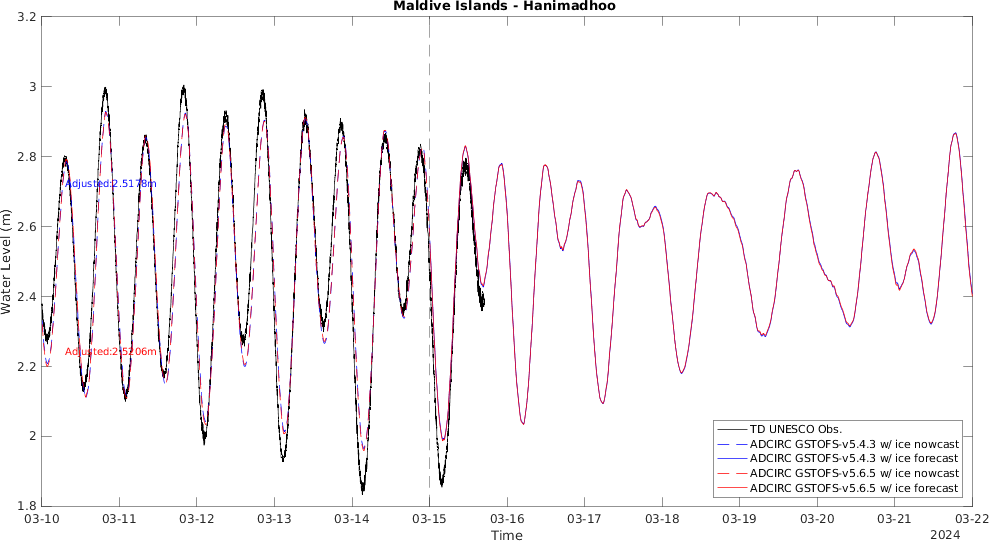 Maldive Islands - Hanimadhoo
3.2
3
2.8
2.6
2.4
2.2
2
1.8
Water Level (m)
Adjusted:2.5178m
Adjusted:2.5206m
TD UNESCO Obs.
ADCIRC GSTOFS-v5.4.3 w/ ice nowcast
ADCIRC GSTOFS-v5.4.3 w/ ice forecast
ADCIRC GSTOFS-v5.6.5 w/ ice nowcast
ADCIRC GSTOFS-v5.6.5 w/ ice forecast
03-10 03-11 03-12 03-13 03-14 03-15 03-16 03-17 03-18 03-19 03-20 03-21 03-22
Time
2024